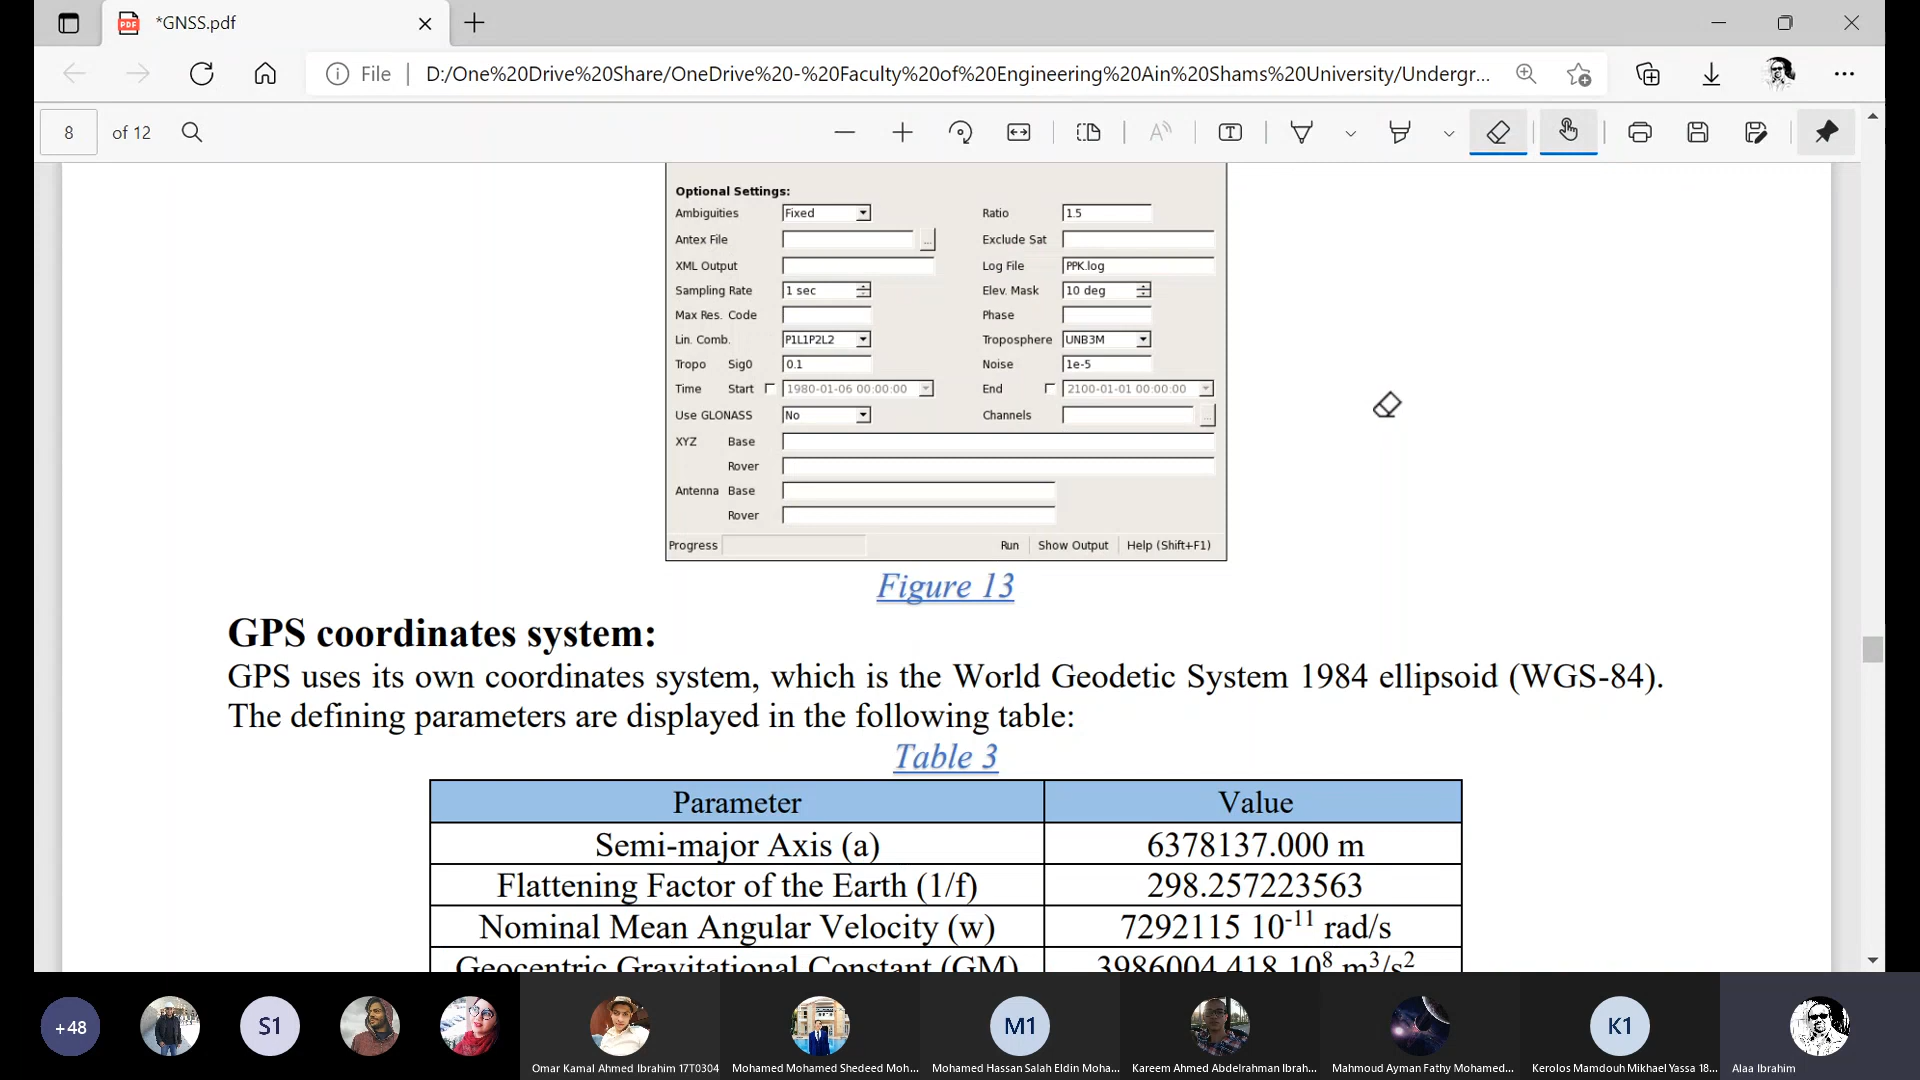 *GNSS.pdf
File
D:/One%20Drive%20Share/OneDrive%20-%20Faculty%20of%20Engineering%20Ain%20Shams%20University/Undergr...
8 of 12
Optional Settings:
Ambiguities Fixed Ratio 1.5
Antex File ... Exclude Sat
XML Output Log File PPK.log
Sampling Rate 1 sec Elev. Mask 10 deg
Max Res. Code Phase
Lin. Comb. P1L1P2L2 Troposphere UNB3M
Tropo Sig0 0.1 Noise 1e-5
Time Start 1980-01-06 00:00:00 End 2100-01-01 00:00:00
Use GLONASS No Channels ...
XYZ Base
Rover
Antenna Base
Rover
Progress Run Show Output Help (Shift+F1)
Figure 13
GPS coordinates system:
GPS uses its own coordinates system, which is the World Geodetic System 1984 ellipsoid (WGS-84).
The defining parameters are displayed in the following table:
Table 3
Parameter Value
Semi-major Axis (a) 6378137.000 m
Flattening Factor of the Earth (1/f) 298.257223563
Nominal Mean Angular Velocity (w) 7292115 10⁻¹¹ rad/s
Geocentric Gravitational Constant (GM) 3986004.418 10⁸ m³/s²
+48 S1 M1 K1
Omar Kamal Ahmed Ibrahim 17T0304 Mohamed Mohamed Shedeed Moh... Mohamed Hassan Salah Eldin Moha... Kareem Ahmed Abdelrahman Ibrah... Mahmoud Ayman Fathy Mohamed... Kerolos Mamdouh Mikhael Yassa 18... Alaa Ibrahim